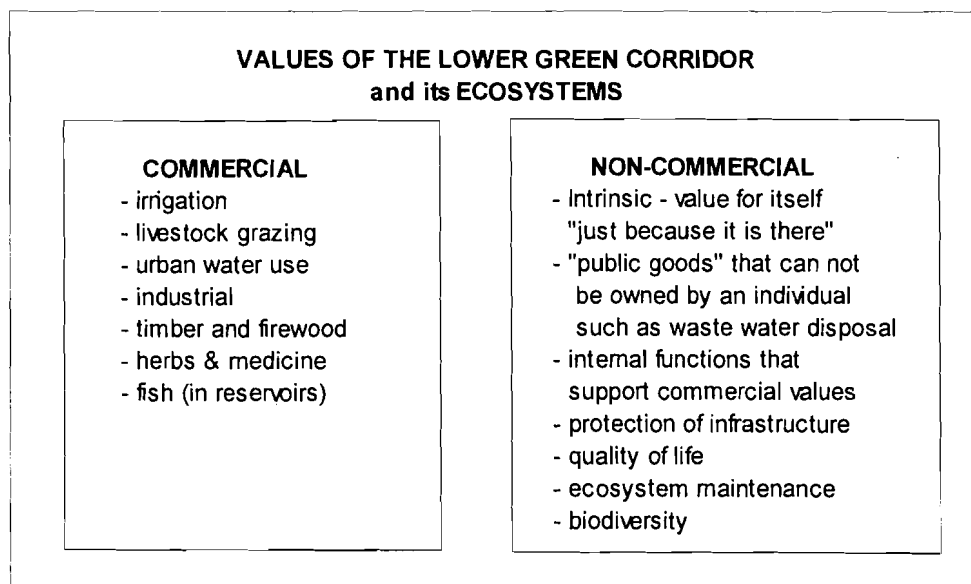 VALUES OF THE LOWER GREEN CORRIDOR
and its ECOSYSTEMS
COMMERCIAL
- irrigation
- livestock grazing
- urban water use
- industrial
- timber and firewood
- herbs & medicine
- fish (in reservoirs)
NON-COMMERCIAL
- Intrinsic - value for itself
"just because it is there"
- "public goods" that can not
be owned by an individual
such as waste water disposal
- internal functions that
support commercial values
- protection of infrastructure
- quality of life
- ecosystem maintenance
- biodiversity